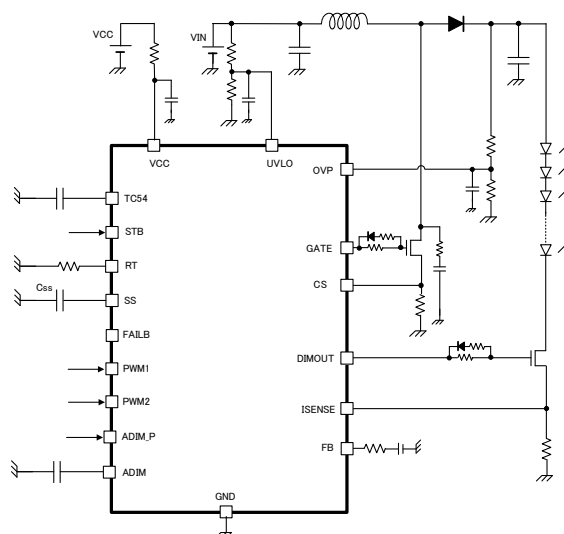 VCC
VIN
VCC
UVLO
OVP
TC54
STB
GATE
RT
CS
Css
SS
FAILB
DIMOUT
PWM1
PWM2
ISENSE
ADIM_P
FB
ADIM
GND